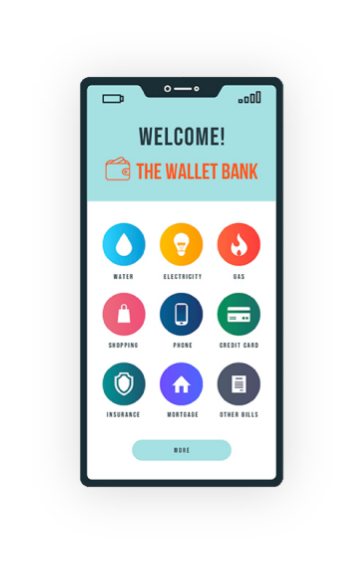 WELCOME!
THE WALLET BANK
WATER ELECTRICITY GAS
SHOPPING PHONE CREDIT CARD
INSURANCE MORTGAGE OTHER BILLS
MORE